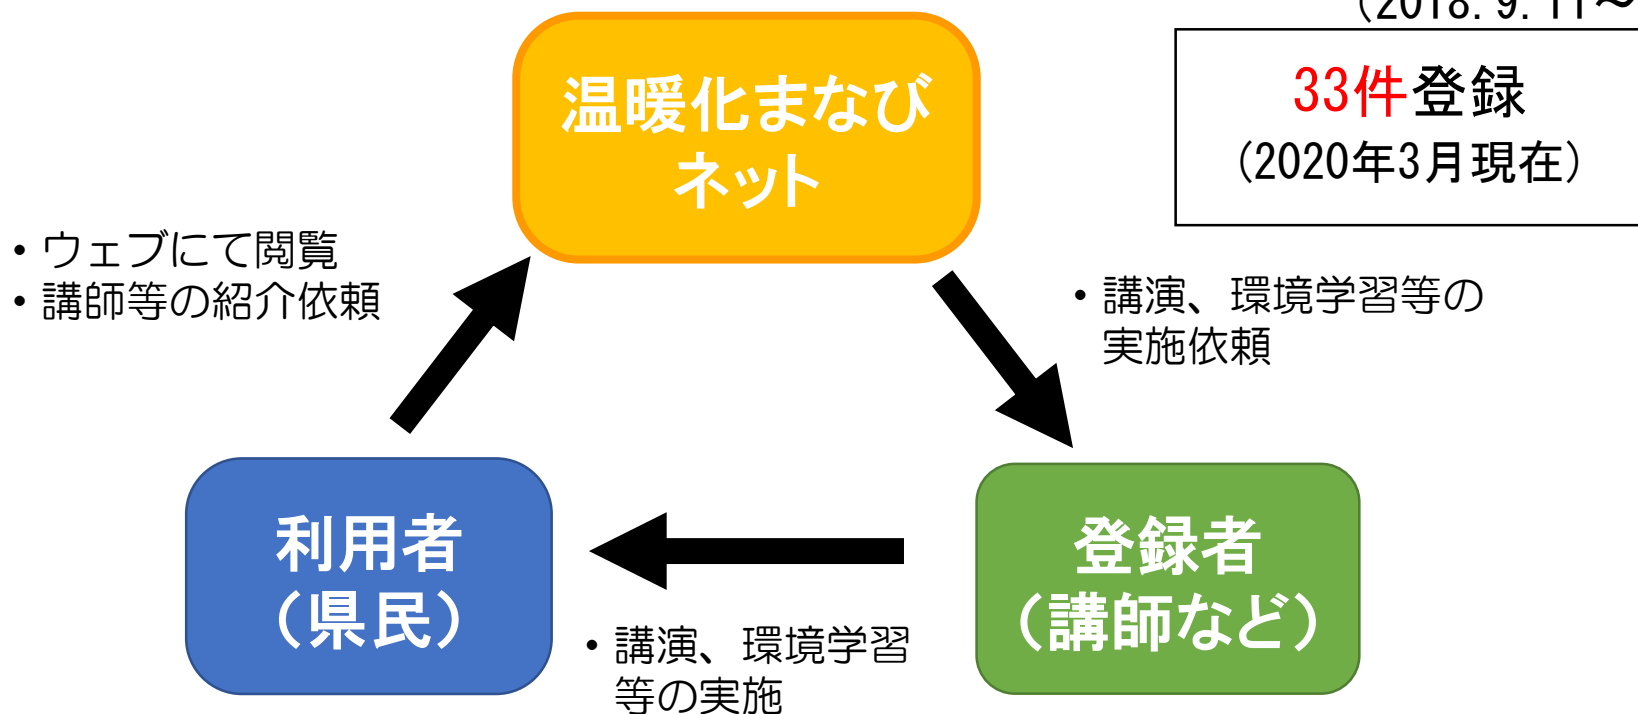 (2018.9.11～
33件登録
(2020年3月現在)
温暖化まなび
ネット
・ウェブにて閲覧
・講師等の紹介依頼
・講演、環境学習等の
実施依頼
利用者
(県民)
登録者
(講師など)
・講演、環境学習
等の実施